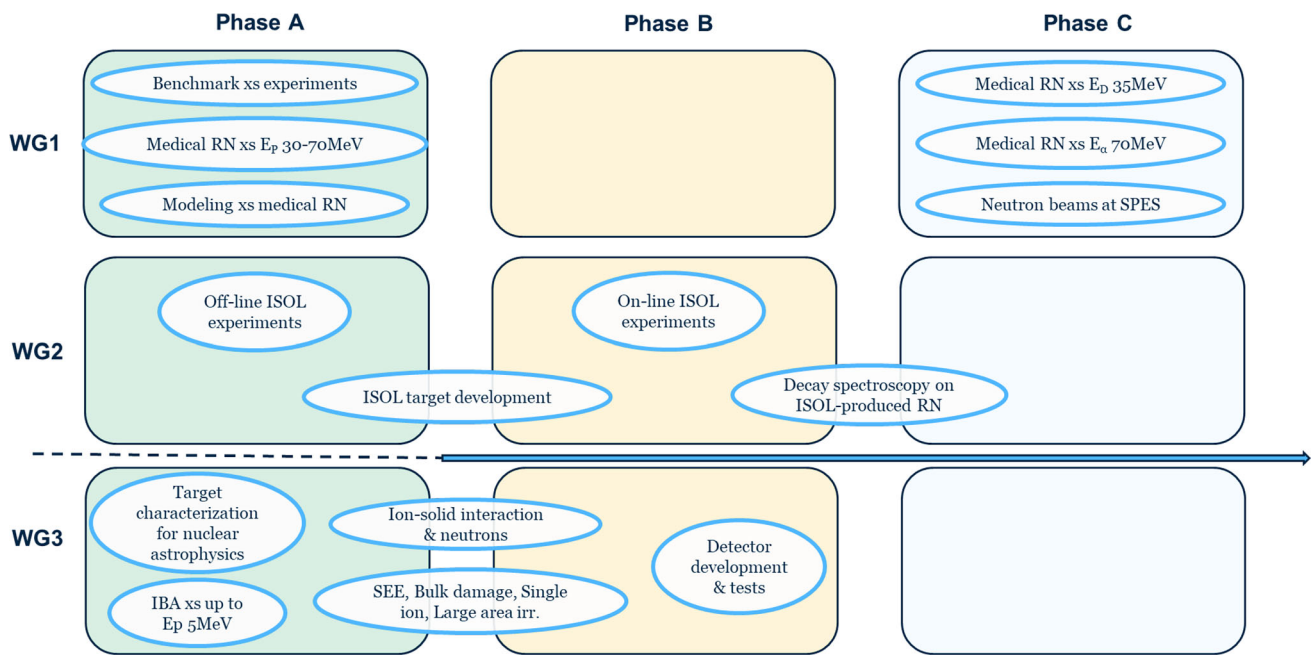 Phase A
Phase B
Phase C
WG1
Benchmark xs experiments
Medical RN xs Eₚ 30-70MeV
Modeling xs medical RN
Medical RN xs E_D 35MeV
Medical RN xs E_α 70MeV
Neutron beams at SPES
WG2
Off-line ISOL
experiments
On-line ISOL
experiments
ISOL target development
Decay spectroscopy on
ISOL-produced RN
WG3
Target
characterization
for nuclear
astrophysics
Ion-solid interaction
& neutrons
Detector
development
& tests
IBA xs up to
Ep 5MeV
SEE, Bulk damage, Single
ion, Large area irr.